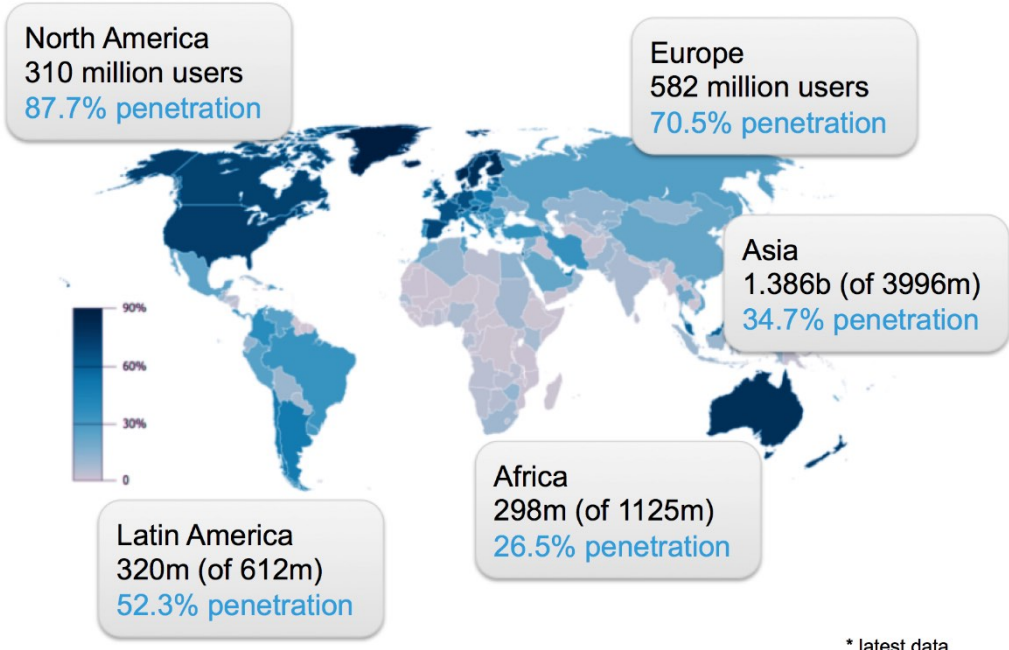 North America
310 million users
87.7% penetration
Europe
582 million users
70.5% penetration
Asia
1.386b (of 3996m)
34.7% penetration
90%
60%
30%
0
Africa
298m (of 1125m)
26.5% penetration
Latin America
320m (of 612m)
52.3% penetration
* latest data